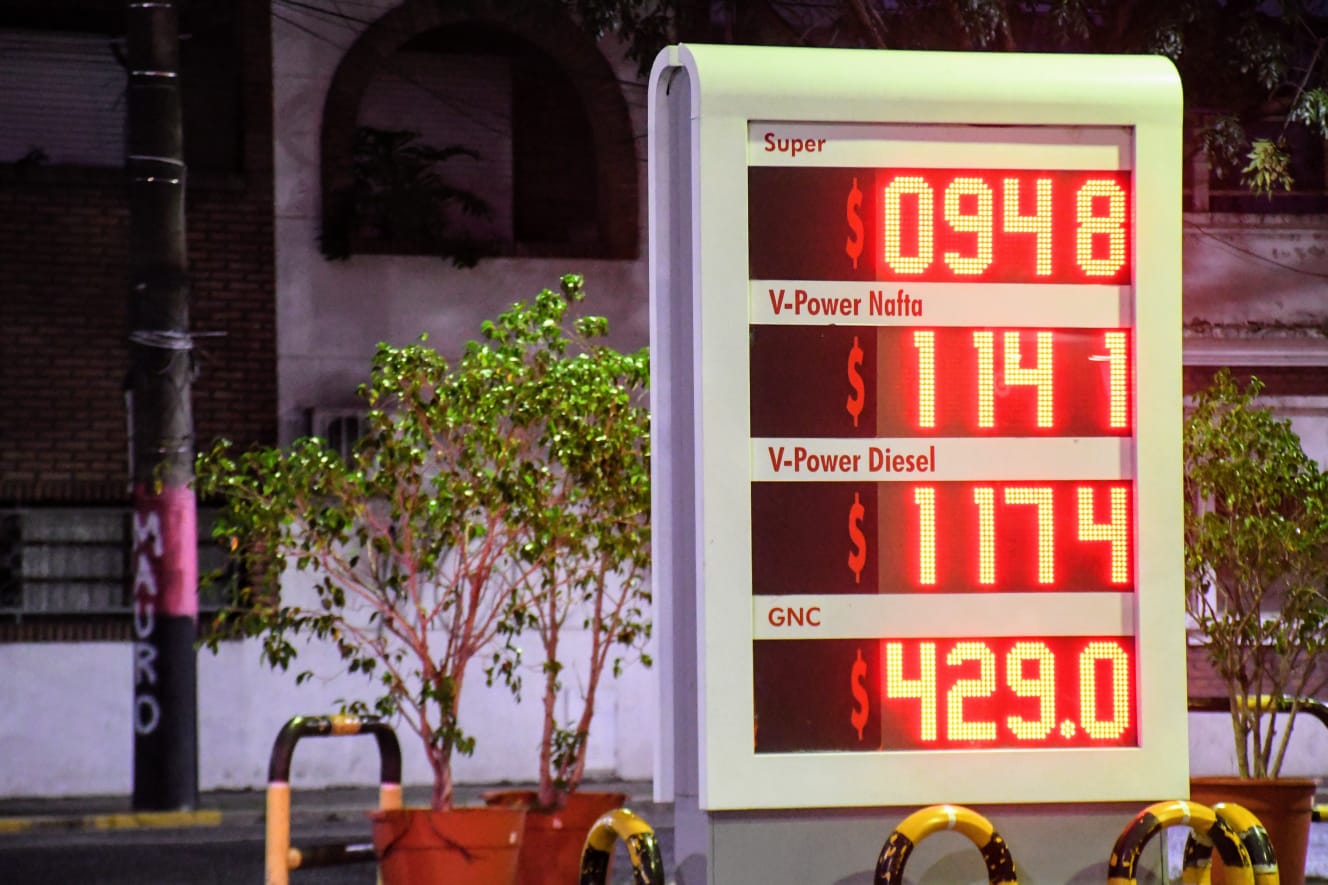 Super
$ 0948
V-Power Nafta
$ 1141
V-Power Diesel
$ 1174
GNC
$ 429.0
MAURO